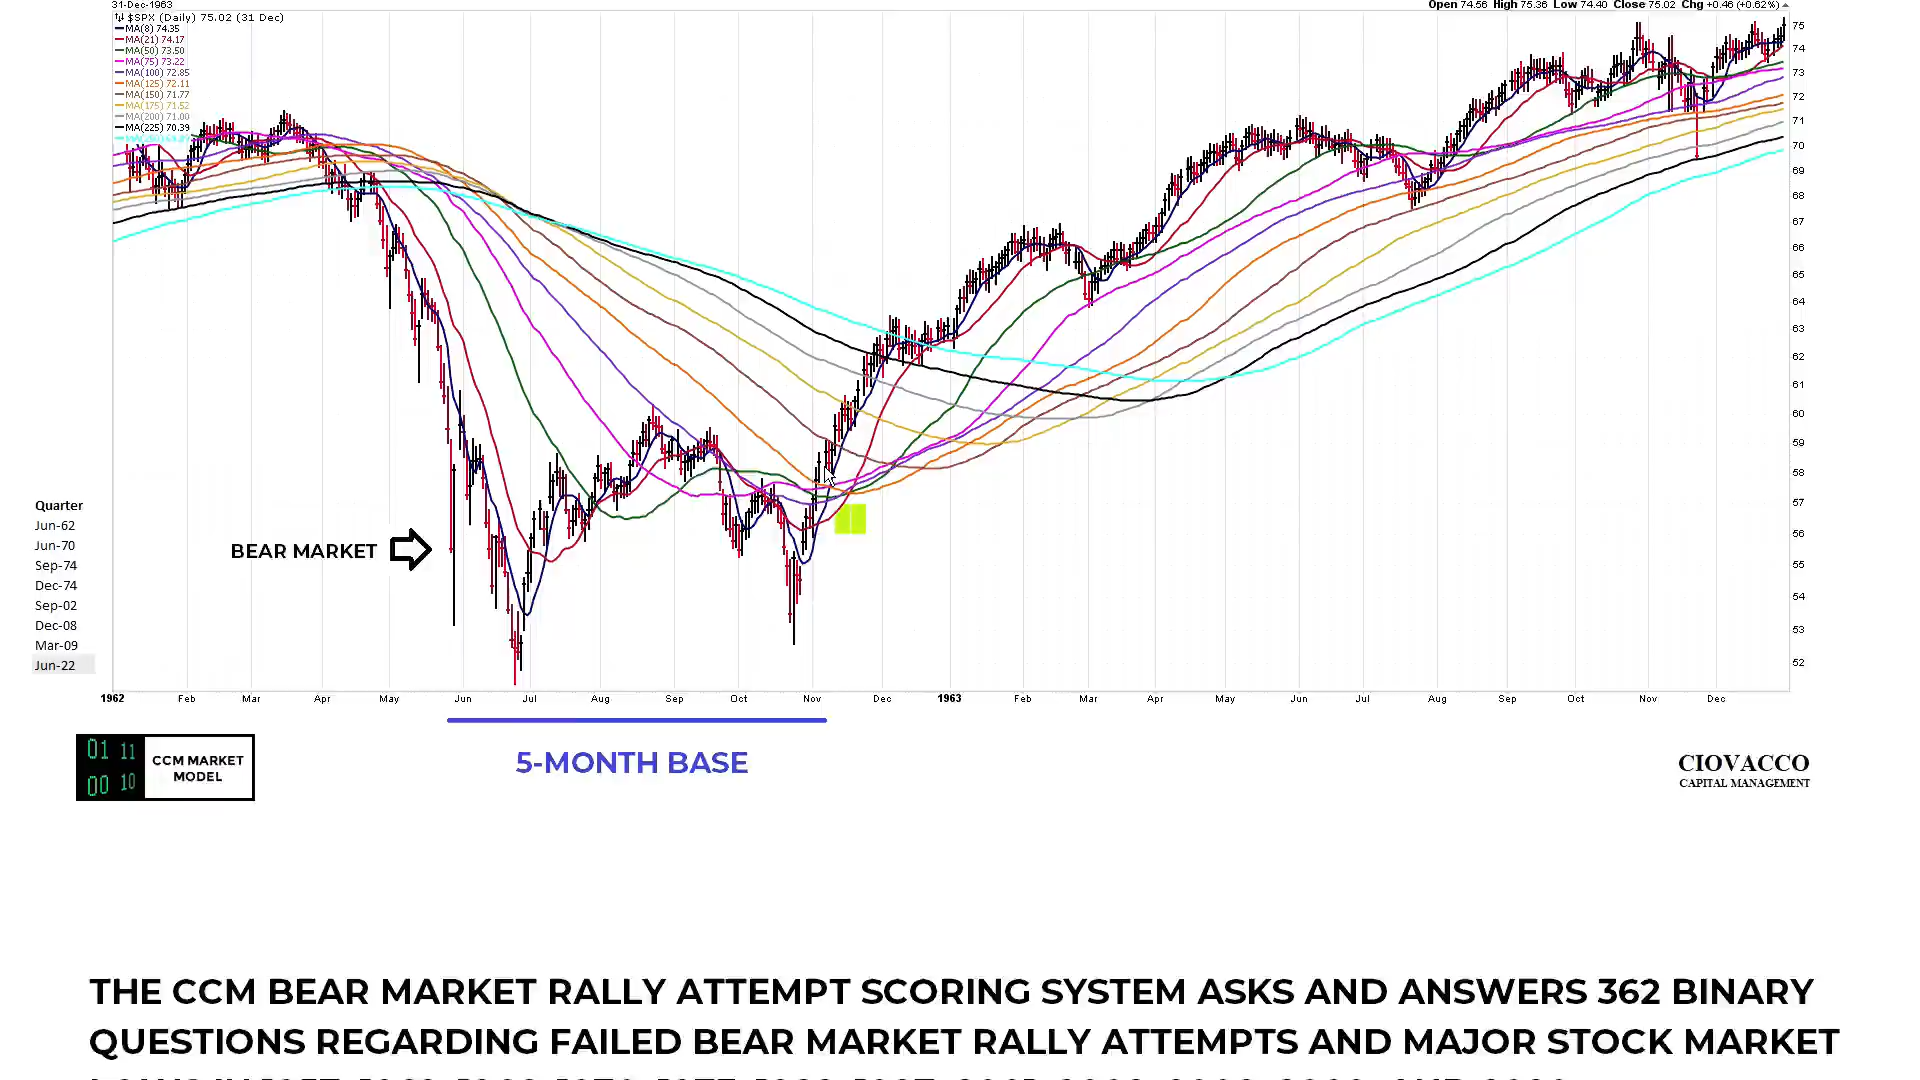 31-Dec-1963
Open 74.56 High 75.36 Low 74.40 Close 75.02 Chg +0.46 (+0.62%)
$SPX (Daily) 75.02 (31 Dec)
MA(8) 74.35
MA(21) 74.17
MA(50) 73.50
MA(75) 73.22
MA(100) 72.85
MA(125) 72.11
MA(150) 71.77
MA(175) 71.52
MA(200) 71.00
MA(225) 70.39
75
74
73
72
71
70
69
68
67
66
65
64
63
62
61
60
59
58
57
56
55
54
53
52
Quarter
Jun-62
Jun-70
Sep-74
Dec-74
Sep-02
Dec-08
Mar-09
Jun-22
BEAR MARKET
1962 Feb Mar Apr May Jun Jul Aug Sep Oct Nov Dec 1963 Feb Mar Apr May Jun Jul Aug Sep Oct Nov Dec
5-MONTH BASE
01 11
00 10
CCM MARKET
MODEL
CIOVACCO
CAPITAL MANAGEMENT
THE CCM BEAR MARKET RALLY ATTEMPT SCORING SYSTEM ASKS AND ANSWERS 362 BINARY
QUESTIONS REGARDING FAILED BEAR MARKET RALLY ATTEMPTS AND MAJOR STOCK MARKET